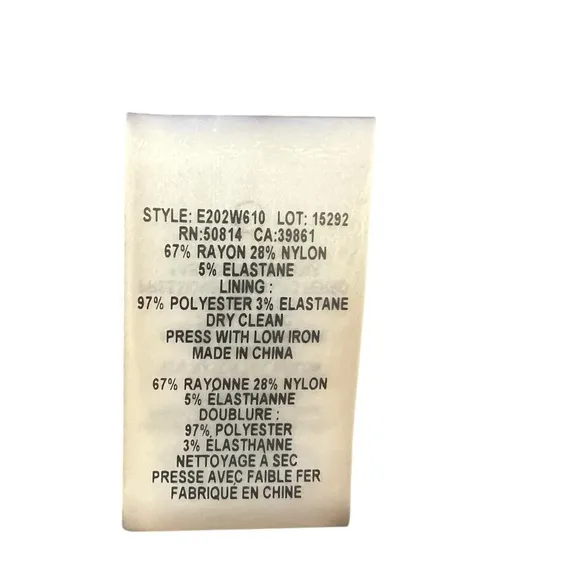 STYLE: E202W610 LOT: 15292
RN:50814 CA:39861
67% RAYON 28% NYLON
5% ELASTANE
LINING :
97% POLYESTER 3% ELASTANE
DRY CLEAN
PRESS WITH LOW IRON
MADE IN CHINA
67% RAYONNE 28% NYLON
5% ÉLASTHANNE
DOUBLURE :
97% POLYESTER
3% ÉLASTHANNE
NETTOYAGE À SEC
PRESSE AVEC FAIBLE FER
FABRIQUÉ EN CHINE